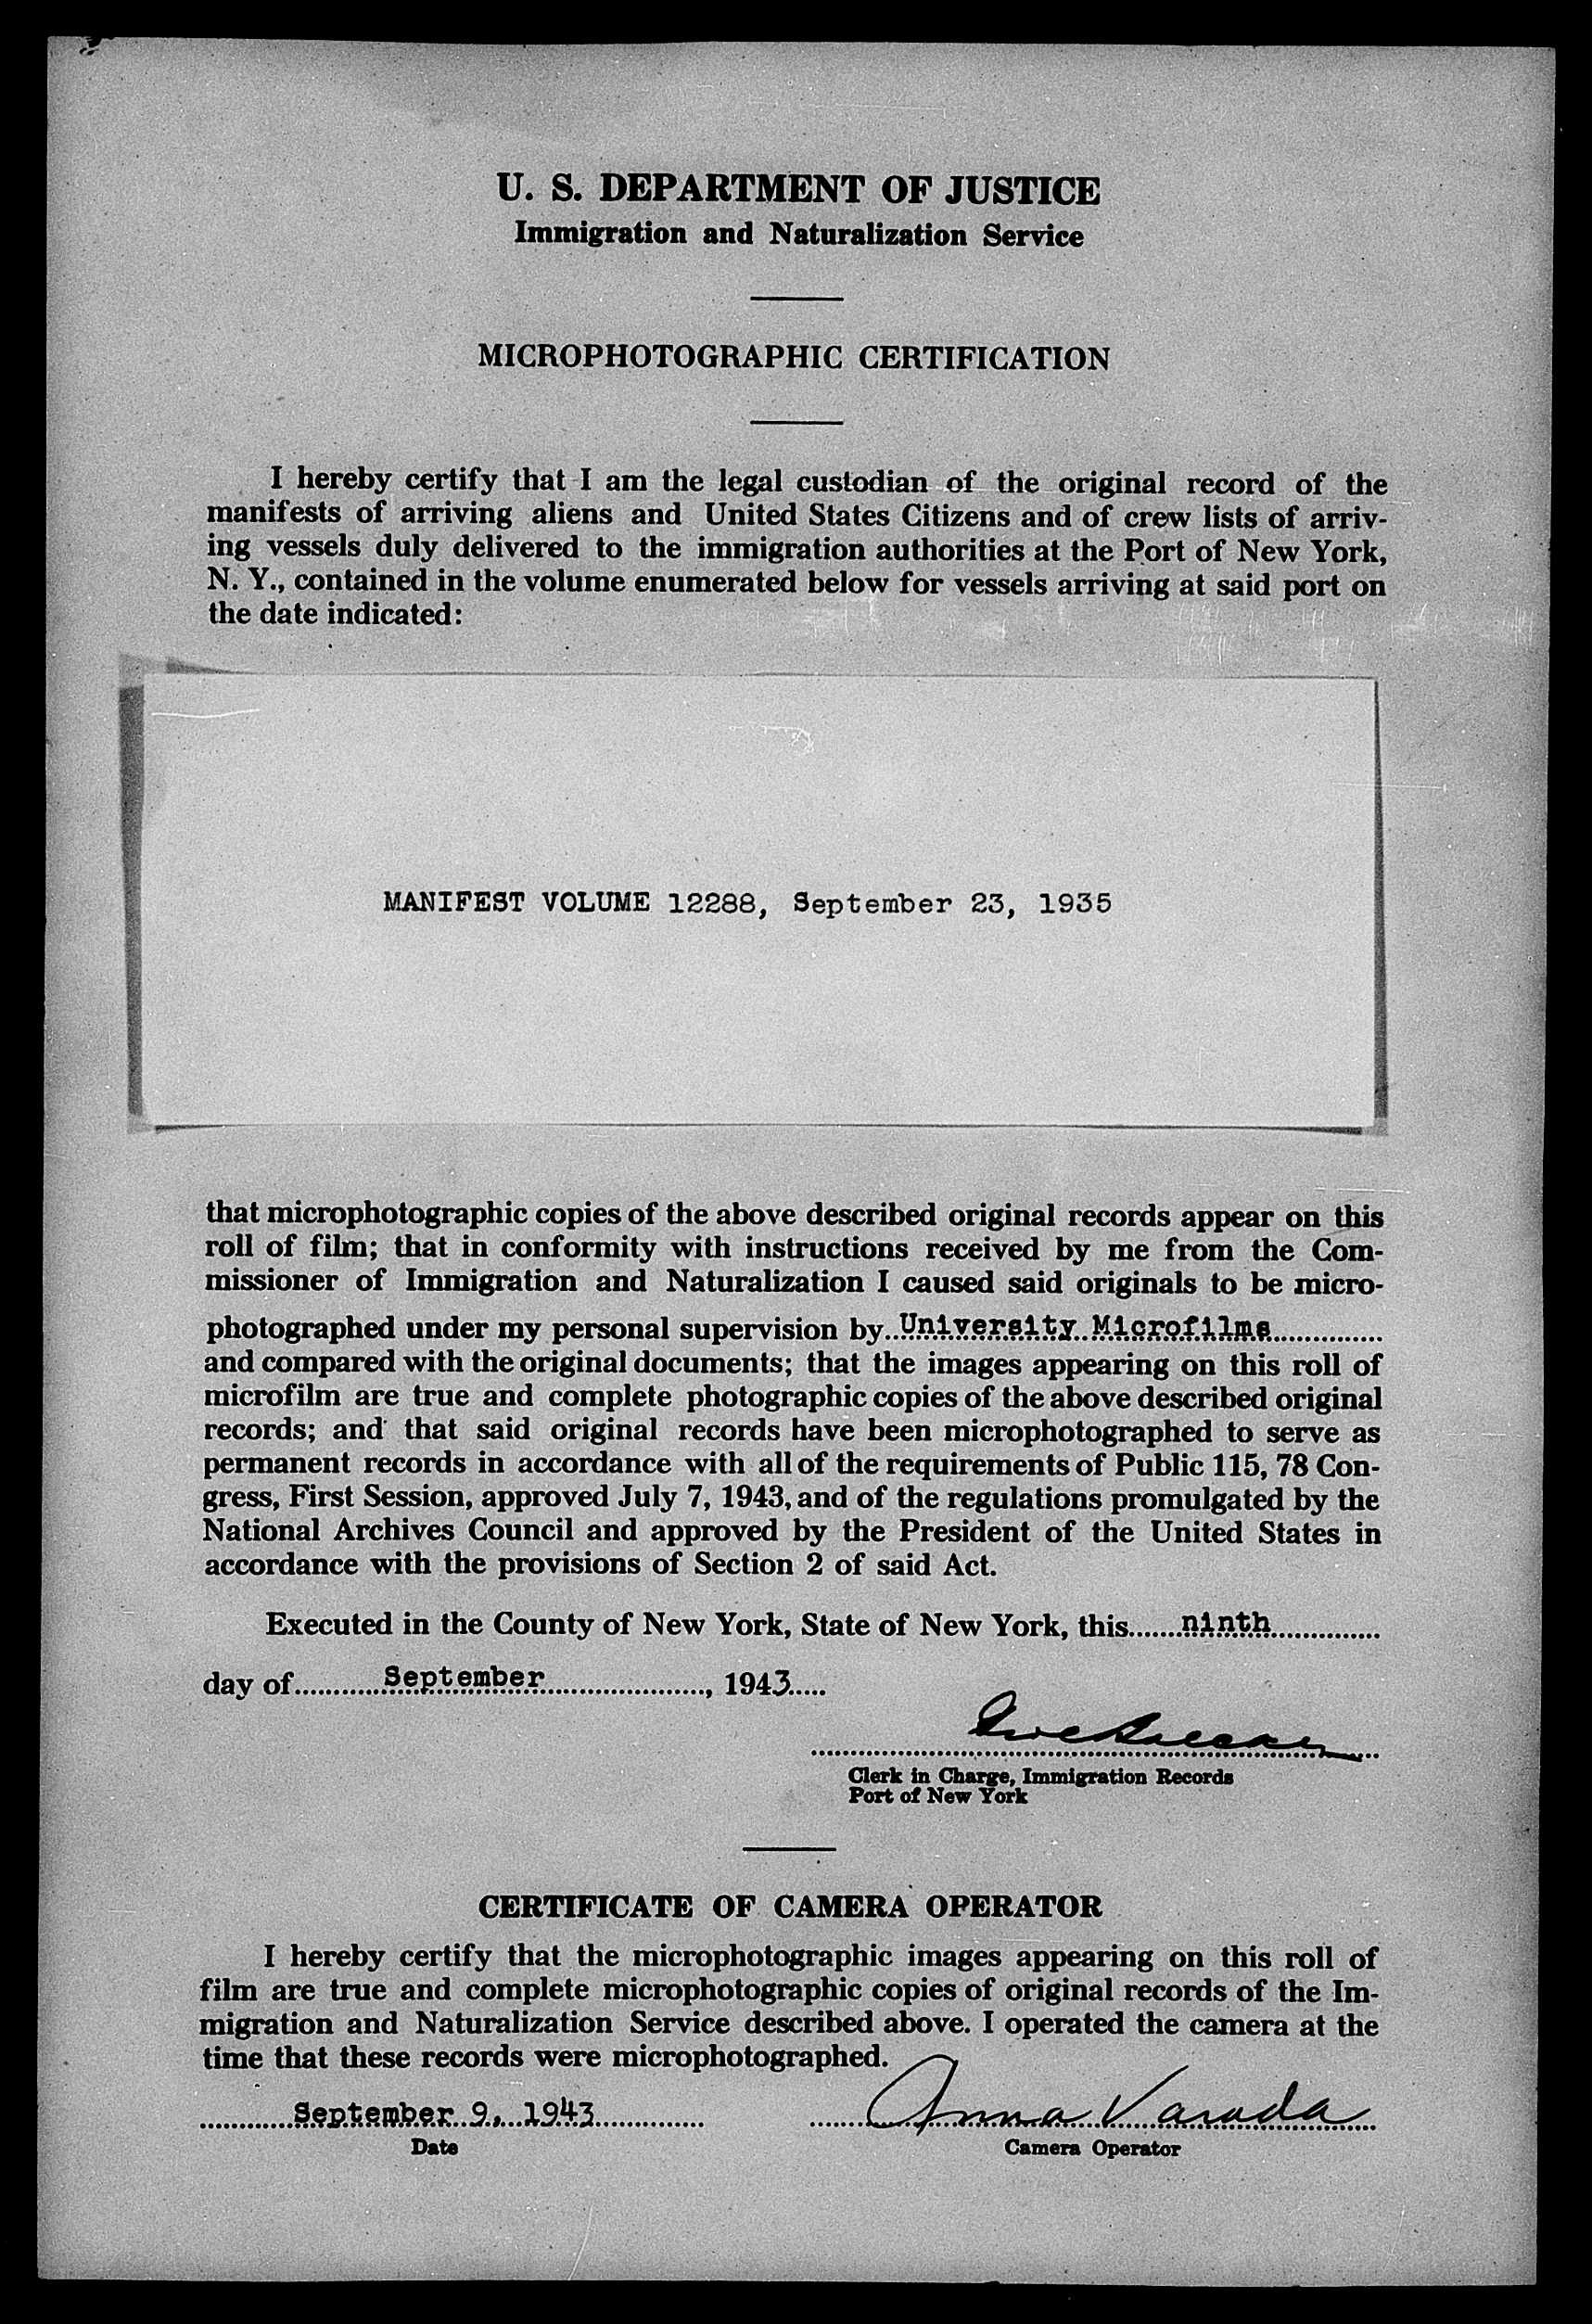 U. S. DEPARTMENT OF JUSTICE
Immigration and Naturalization Service
MICROPHOTOGRAPHIC CERTIFICATION
I hereby certify that I am the legal custodian of the original record of the
manifests of arriving aliens and United States Citizens and of crew lists of arriv-
ing vessels duly delivered to the immigration authorities at the Port of New York,
N. Y., contained in the volume enumerated below for vessels arriving at said port on
the date indicated:
MANIFEST VOLUME 12288, September 23, 1935
that microphotographic copies of the above described original records appear on this
roll of film; that in conformity with instructions received by me from the Com-
missioner of Immigration and Naturalization I caused said originals to be micro-
photographed under my personal supervision by University Microfilms
and compared with the original documents; that the images appearing on this roll of
microfilm are true and complete photographic copies of the above described original
records; and that said original records have been microphotographed to serve as
permanent records in accordance with all of the requirements of Public 115, 78 Con-
gress, First Session, approved July 7, 1943, and of the regulations promulgated by the
National Archives Council and approved by the President of the United States in
accordance with the provisions of Section 2 of said Act.
Executed in the County of New York, State of New York, this ninth
day of September, 1943
Clerk in Charge, Immigration Records
Port of New York
CERTIFICATE OF CAMERA OPERATOR
I hereby certify that the microphotographic images appearing on this roll of
film are true and complete microphotographic copies of original records of the Im-
migration and Naturalization Service described above. I operated the camera at the
time that these records were microphotographed.
September 9, 1943 Anna Varada
Date Camera Operator